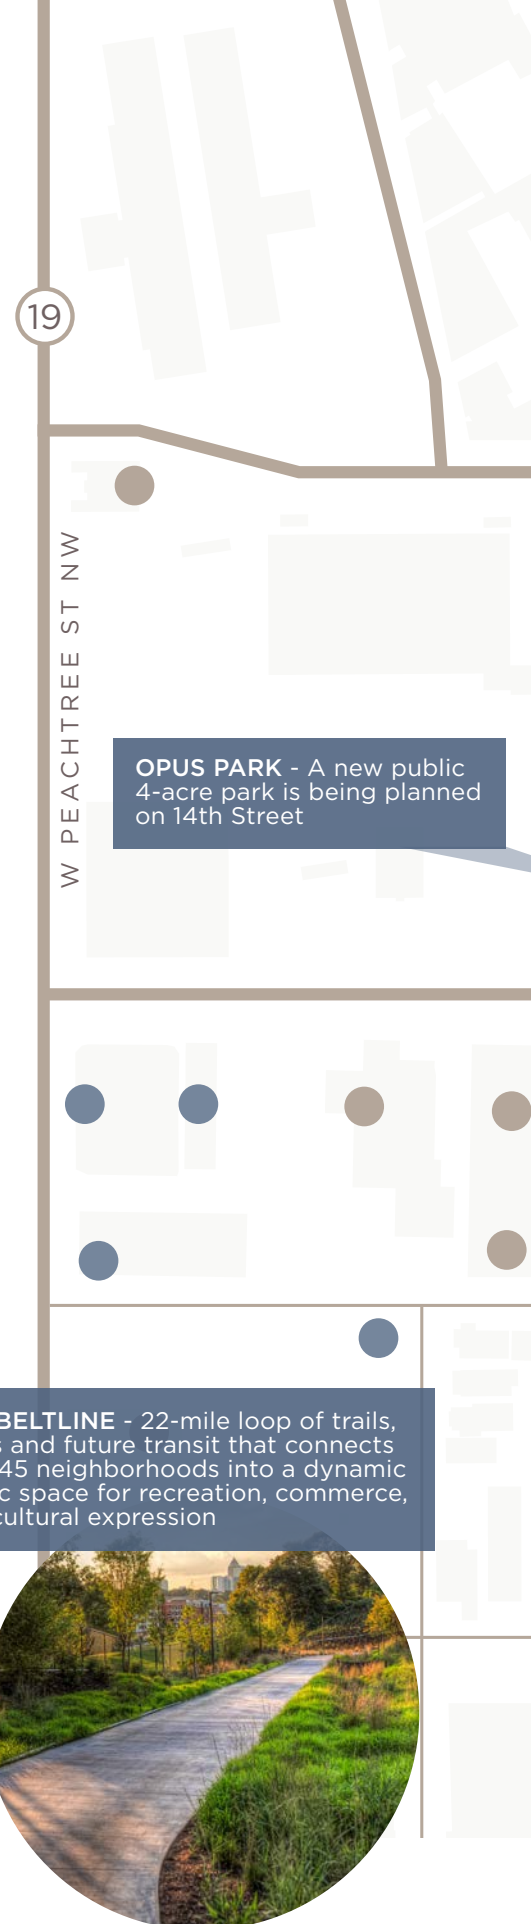 19
W PEACHTREE ST NW
OPUS PARK - A new public
4-acre park is being planned
on 14th Street
BELTLINE - 22-mile loop of trails,
and future transit that connects
45 neighborhoods into a dynamic
space for recreation, commerce,
cultural expression